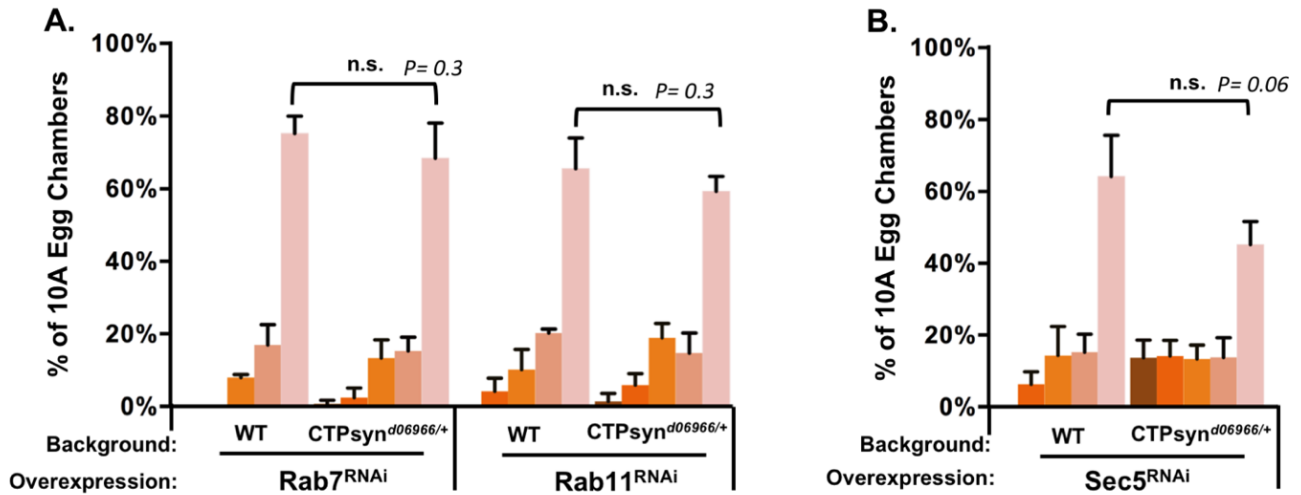 A.
% of 10A Egg Chambers
100%
80%
60%
40%
20%
0%
n.s. P= 0.3
n.s. P= 0.3
Background: WT CTPsyn^d06966/+ WT CTPsyn^d06966/+
Overexpression: Rab7^RNAi Rab11^RNAi
B.
% of 10A Egg Chambers
100%
80%
60%
40%
20%
0%
n.s. P= 0.06
Background: WT CTPsyn^d06966/+
Overexpression: Sec5^RNAi